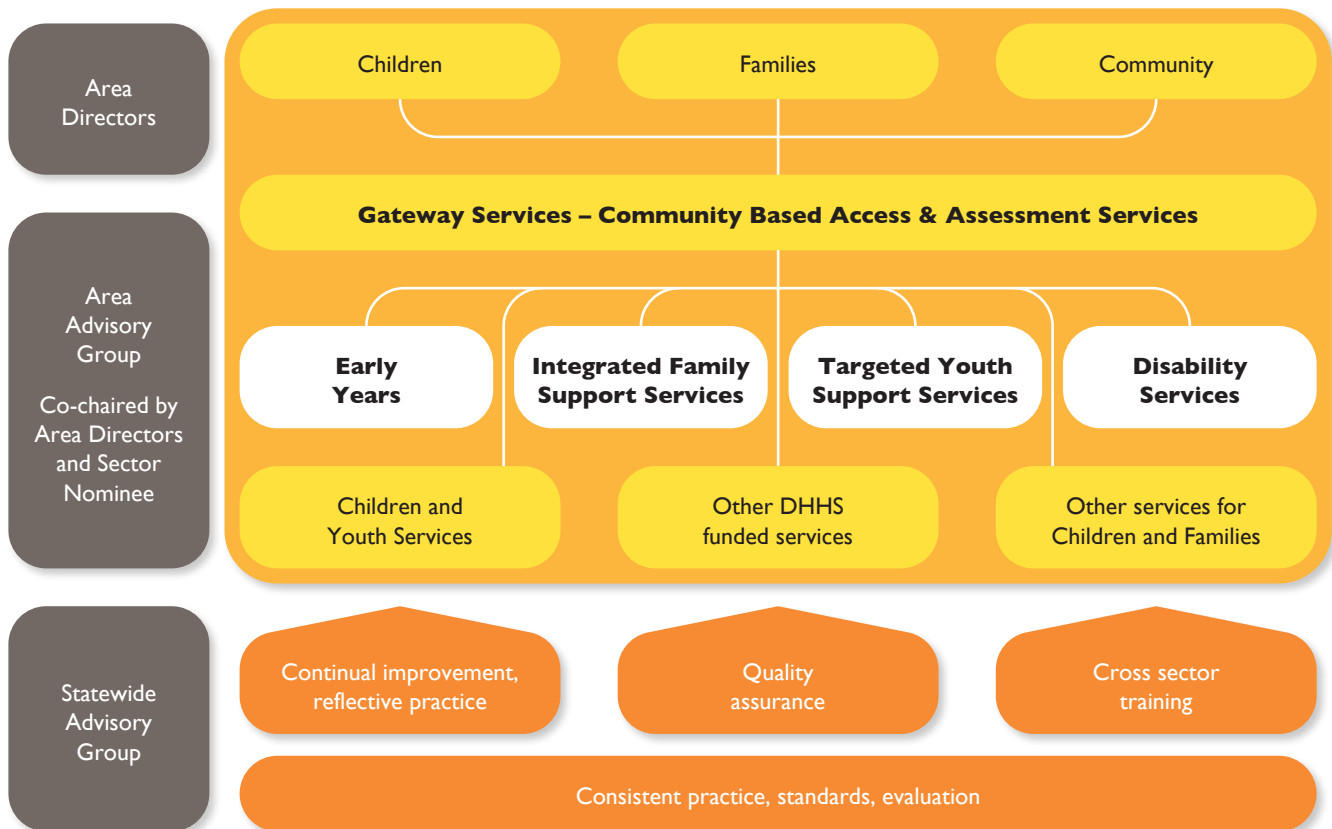 Area
Directors
Children
Families
Community
Gateway Services – Community Based Access & Assessment Services
Area
Advisory
Group
Co-chaired by
Area Directors
and Sector
Nominee
Early
Years
Integrated Family
Support Services
Targeted Youth
Support Services
Disability
Services
Children and
Youth Services
Other DHHS
funded services
Other services for
Children and Families
Statewide
Advisory
Group
Continual improvement,
reflective practice
Quality
assurance
Cross sector
training
Consistent practice, standards, evaluation